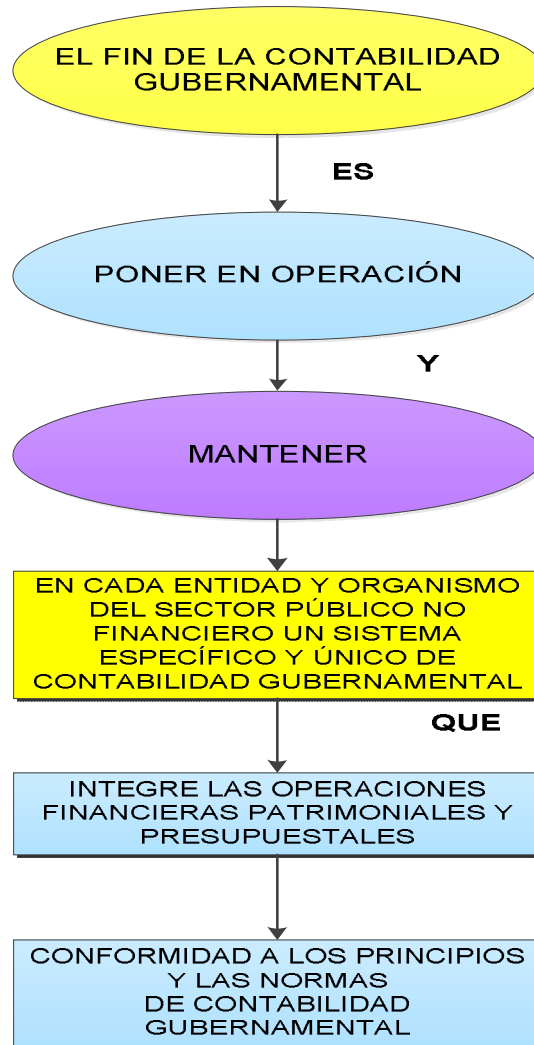 EL FIN DE LA CONTABILIDAD
GUBERNAMENTAL
ES
PONER EN OPERACIÓN
Y
MANTENER
EN CADA ENTIDAD Y ORGANISMO
DEL SECTOR PÚBLICO NO
FINANCIERO UN SISTEMA
ESPECÍFICO Y ÚNICO DE
CONTABILIDAD GUBERNAMENTAL
QUE
INTEGRE LAS OPERACIONES
FINANCIERAS PATRIMONIALES Y
PRESUPUESTALES
CONFORMIDAD A LOS PRINCIPIOS
Y LAS NORMAS
DE CONTABILIDAD
GUBERNAMENTAL